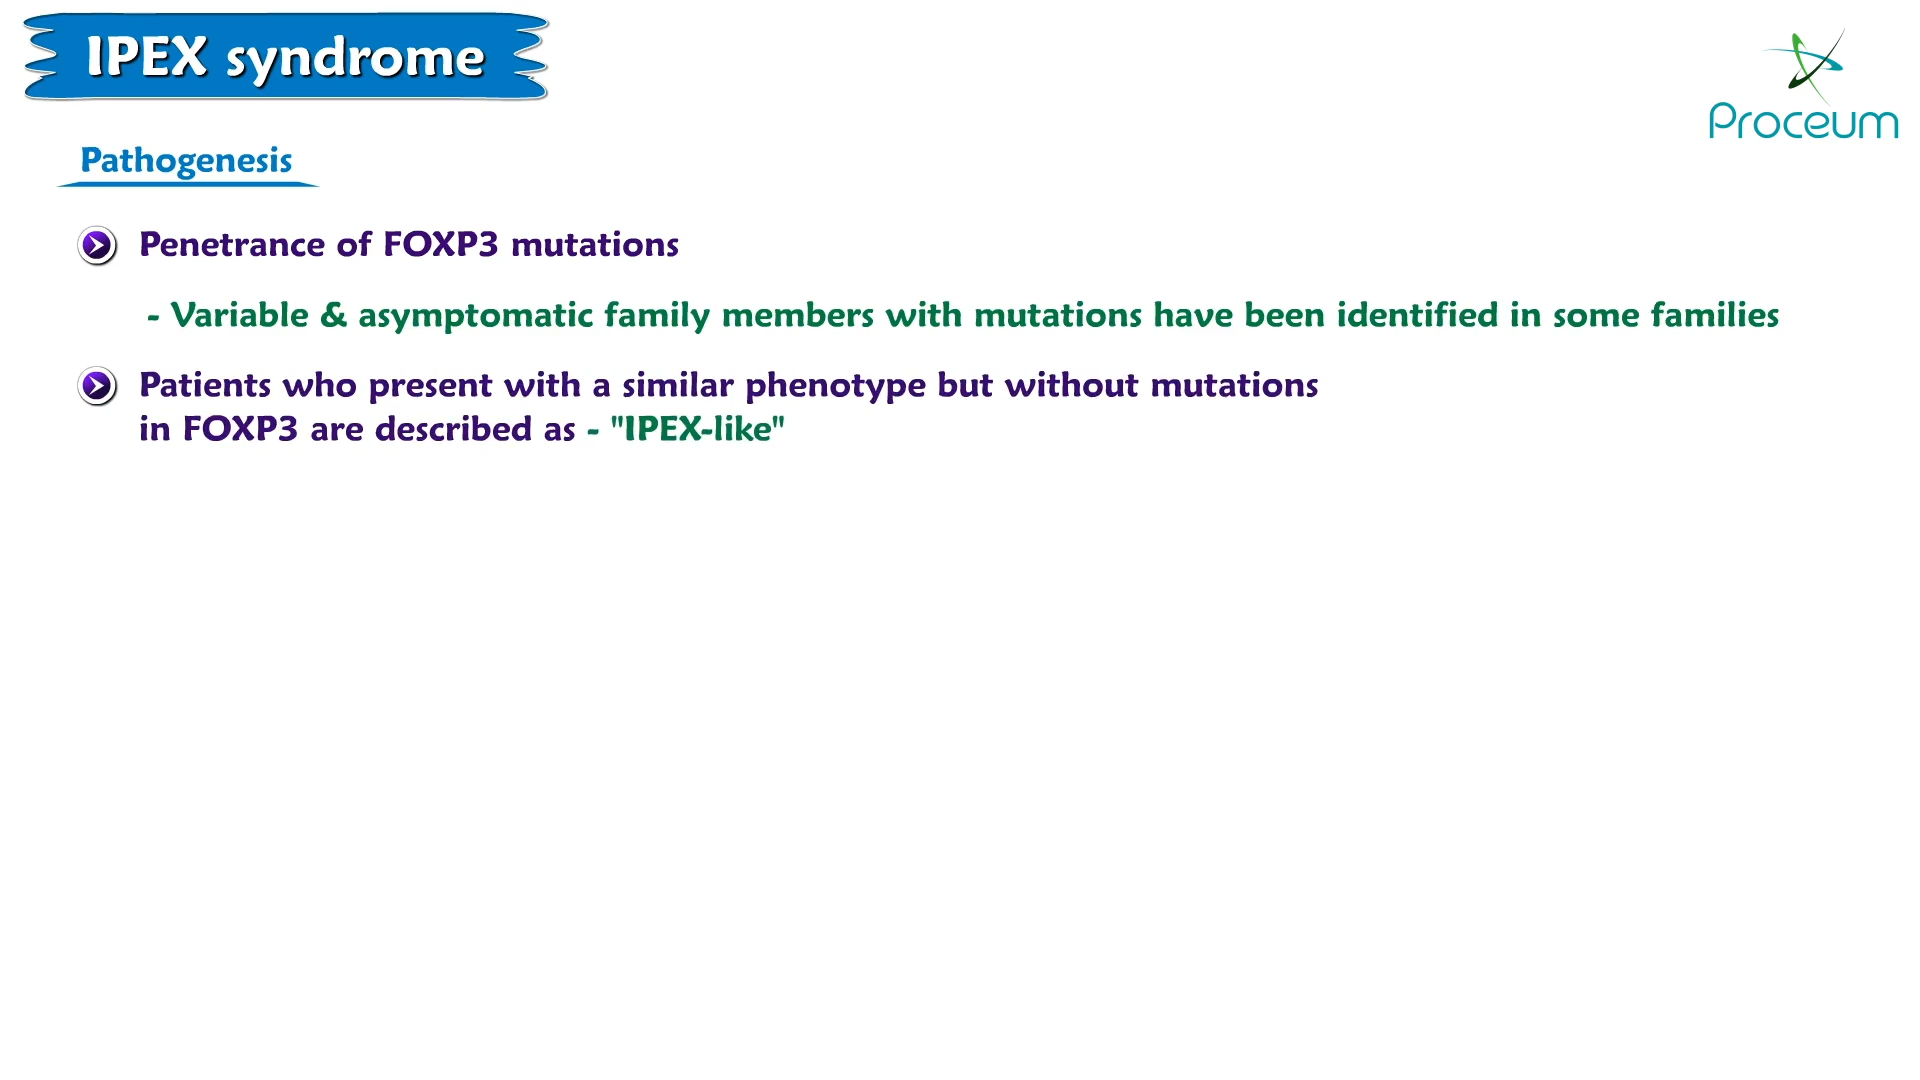 IPEX syndrome
Proceum
Pathogenesis
Penetrance of FOXP3 mutations
- Variable & asymptomatic family members with mutations have been identified in some families
Patients who present with a similar phenotype but without mutations
in FOXP3 are described as - "IPEX-like"